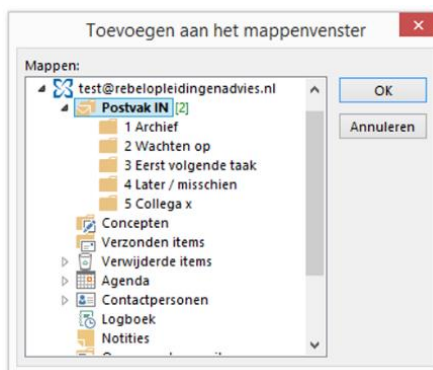 Toevoegen aan het mappenvenster
Mappen:
test@rebelopleidingenadvies.nl
Postvak IN [2]
1 Archief
2 Wachten op
3 Eerst volgende taak
4 Later / misschien
5 Collega x
Concepten
Verzonden items
Verwijderde items
Agenda
Contactpersonen
Logboek
Notities
OK
Annuleren